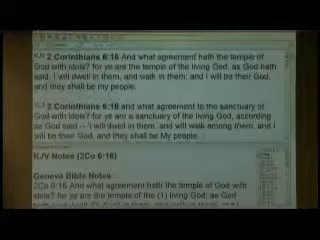 KJV 2 Corinthians 6:16 And what agreement hath the temple of
God with idols? for ye are the temple of the living God; as God hath
said, I will dwell in them, and walk in them; and I will be their God,
and they shall be my people.
YLT 2 Corinthians 6:16 and what agreement to the sanctuary of
God with idols? for ye are a sanctuary of the living God, according
as God said -- 'I will dwell in them, and will walk among them, and I
will be their God, and they shall be My people,
KJV Notes (2Co 6:16)
Geneva Bible Notes
2Co 6:16 And what agreement hath the temple of God with
idols? for ye are the temple of the (1) living God; as God